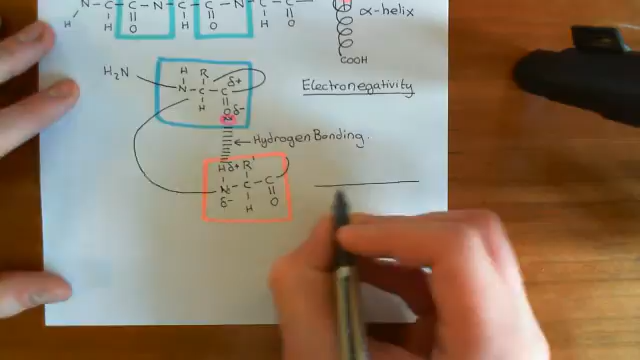 N - C - C - N - C - C - N - C - C -
H H O H O H O
α-helix
COOH
H₂N
H R δ+
N - C - C
H O δ-
Electronegativity
Hydrogen Bonding.
H δ+ R'
N - C - C
δ- H O